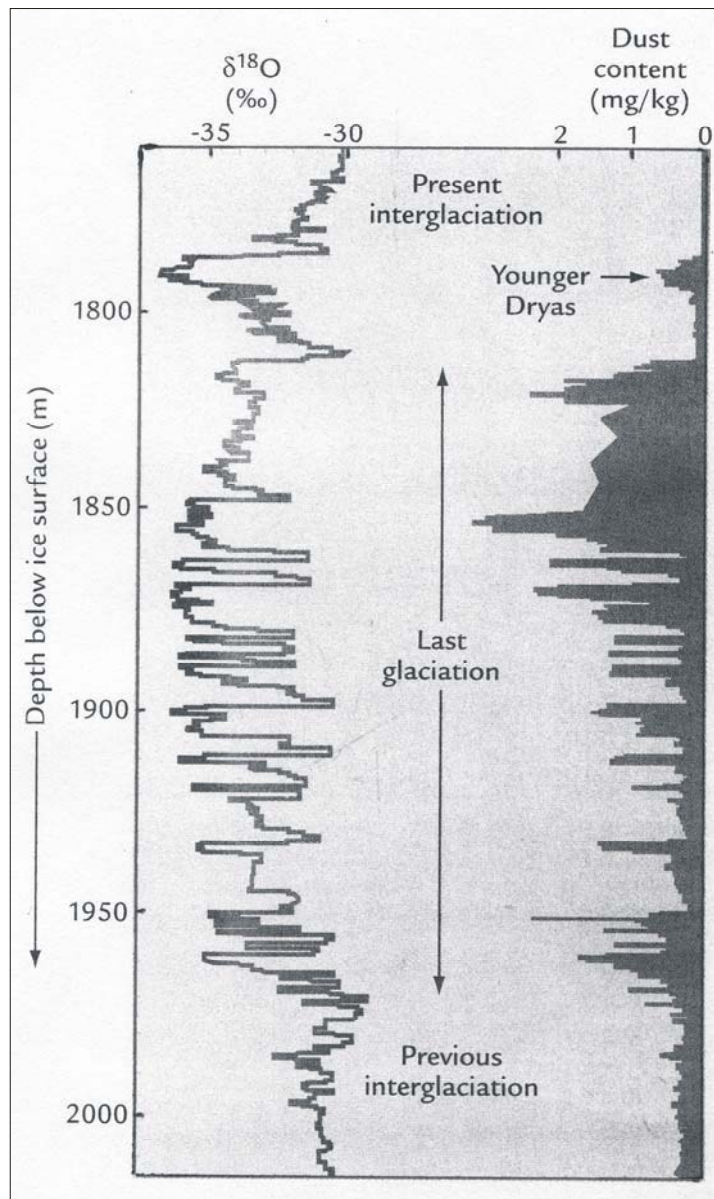 δ¹⁸O
(‰)
-35
-30
Dust
content
(mg/kg)
2
1
0
Present
interglaciation
Younger
Dryas
1800
1850
1900
1950
2000
Depth below ice surface (m)
Last
glaciation
Previous
interglaciation